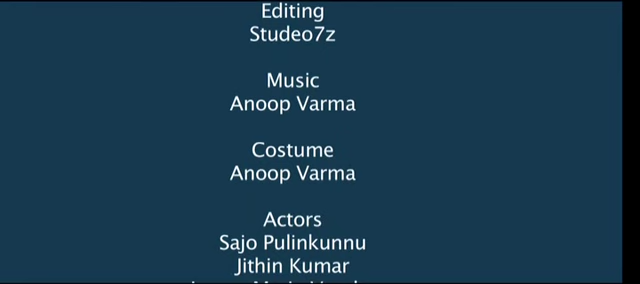 Editing
Studeo7z
Music
Anoop Varma
Costume
Anoop Varma
Actors
Sajo Pulinkunnu
Jithin Kumar